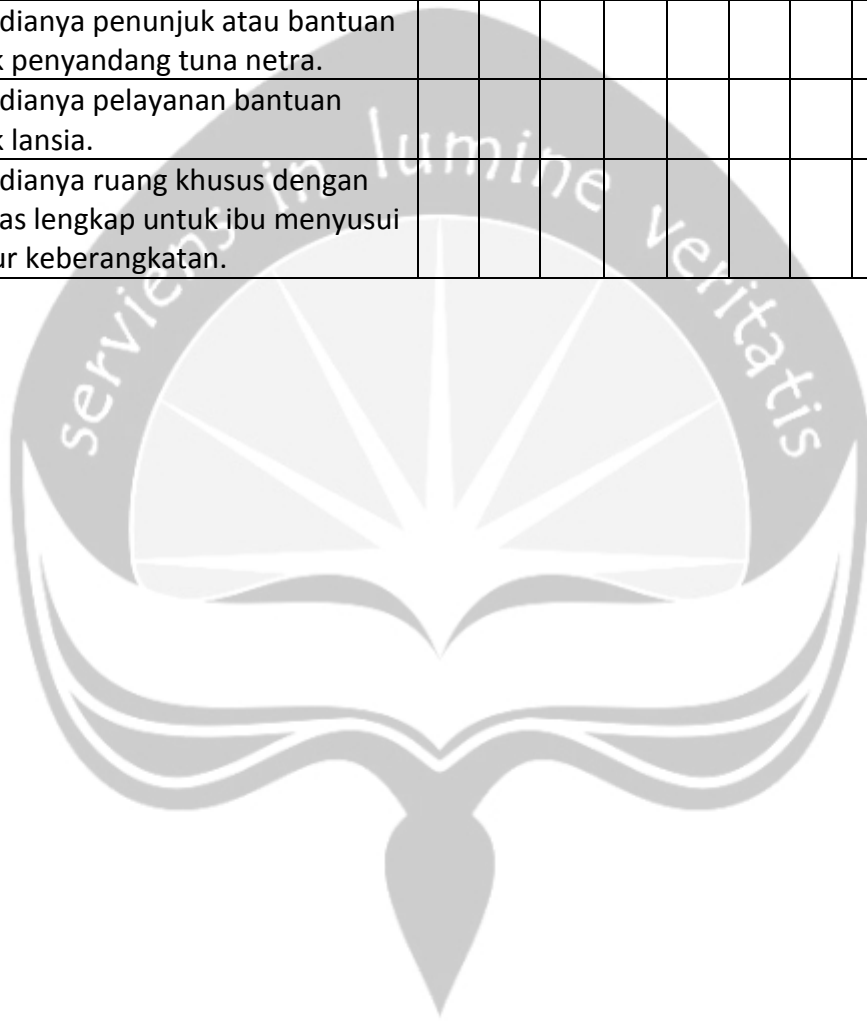 dianya penunjuk atau bantuan
k penyandang tuna netra.
dianya pelayanan bantuan
k lansia.
dianya ruang khusus dengan
as lengkap untuk ibu menyusui
ur keberangkatan.
serviens in lumine veritatis